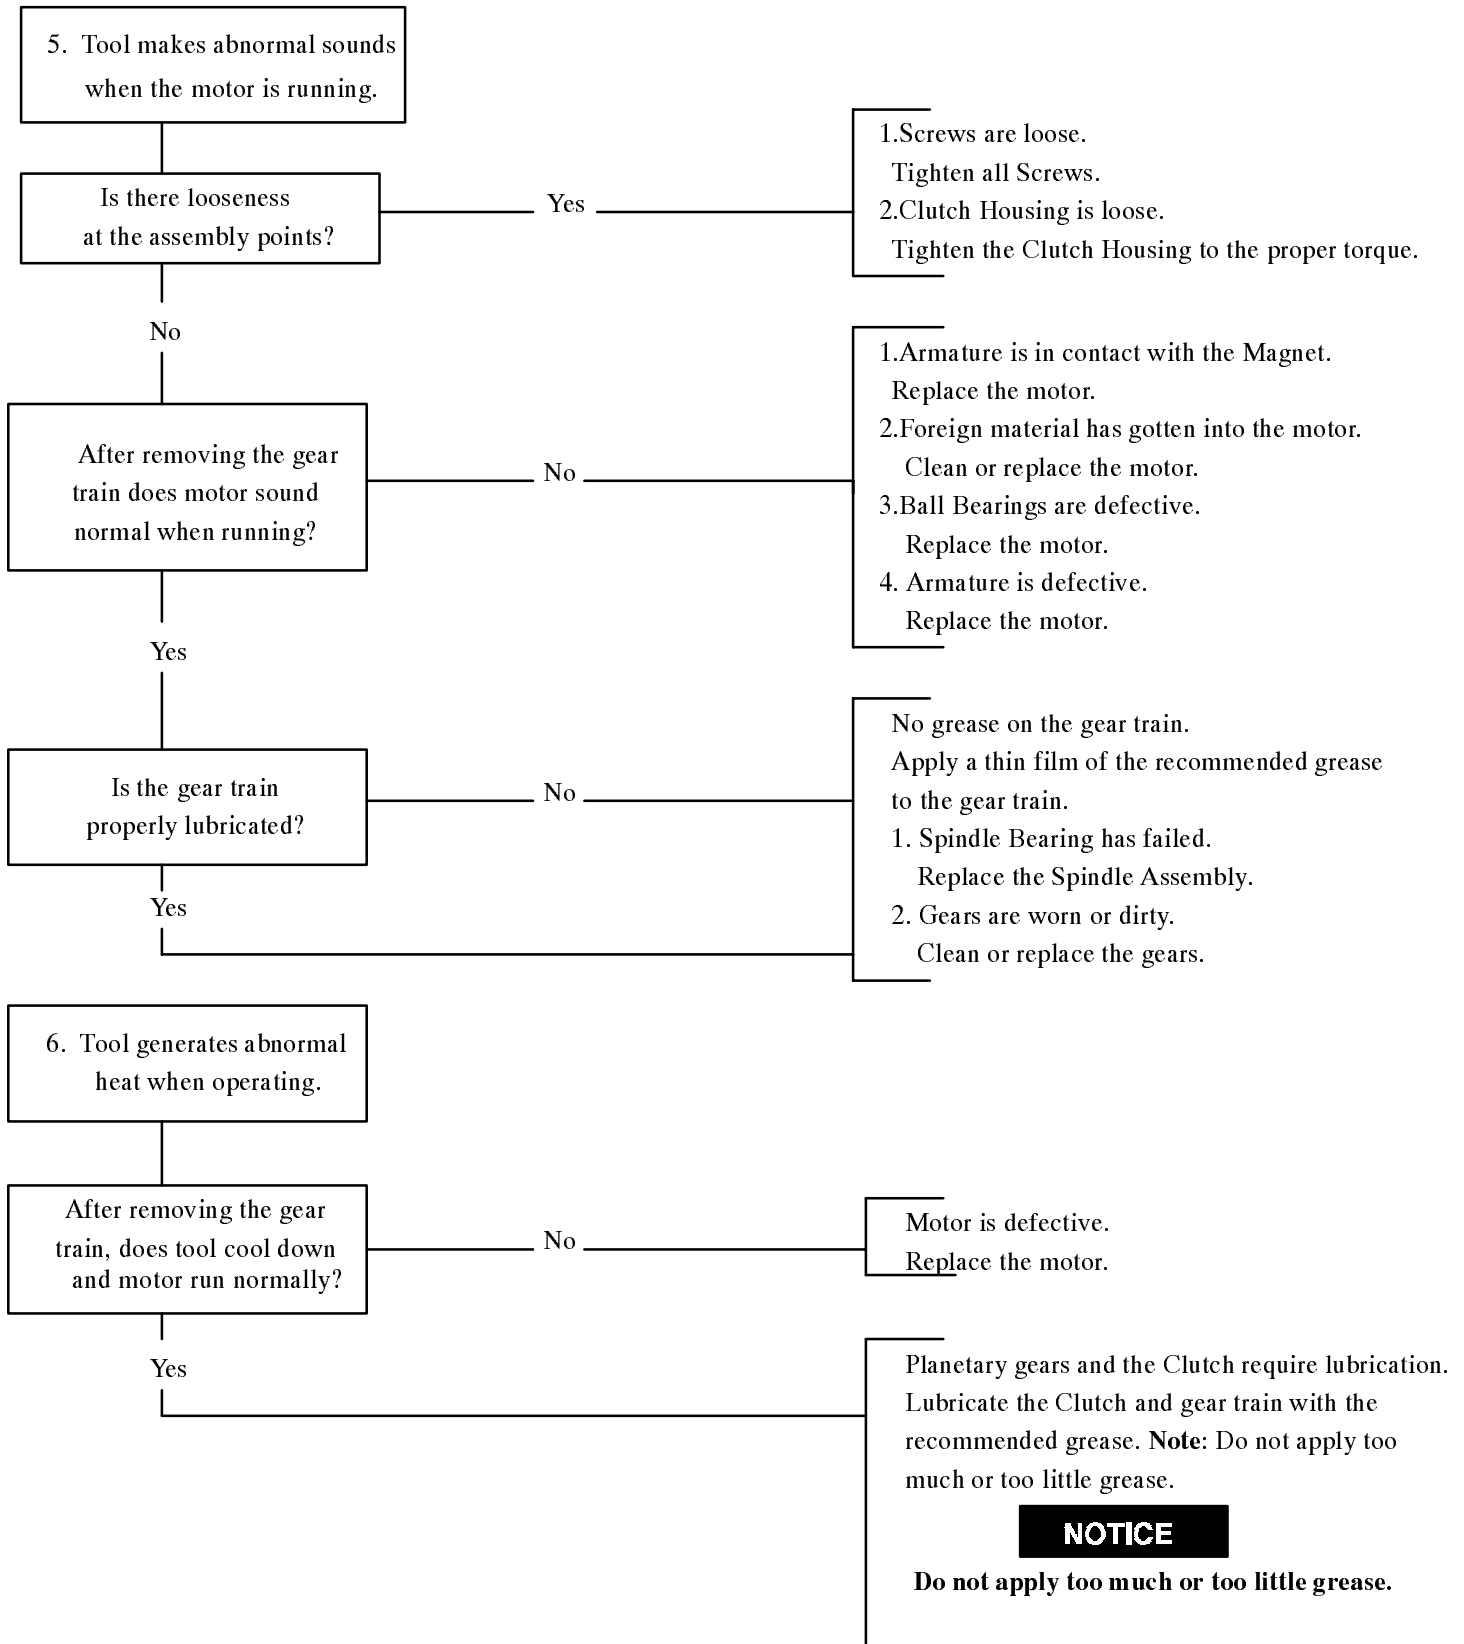 5. Tool makes abnormal sounds
when the motor is running.
Is there looseness
at the assembly points?
Yes
1.Screws are loose.
Tighten all Screws.
2.Clutch Housing is loose.
Tighten the Clutch Housing to the proper torque.
No
After removing the gear
train does motor sound
normal when running?
No
1.Armature is in contact with the Magnet.
Replace the motor.
2.Foreign material has gotten into the motor.
Clean or replace the motor.
3.Ball Bearings are defective.
Replace the motor.
4. Armature is defective.
Replace the motor.
Yes
Is the gear train
properly lubricated?
No
No grease on the gear train.
Apply a thin film of the recommended grease
to the gear train.
1. Spindle Bearing has failed.
Replace the Spindle Assembly.
2. Gears are worn or dirty.
Clean or replace the gears.
Yes
6. Tool generates abnormal
heat when operating.
After removing the gear
train, does tool cool down
and motor run normally?
No
Motor is defective.
Replace the motor.
Yes
Planetary gears and the Clutch require lubrication.
Lubricate the Clutch and gear train with the
recommended grease. Note: Do not apply too
much or too little grease.
NOTICE
Do not apply too much or too little grease.